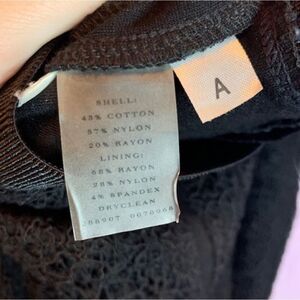 SHELL:
43% COTTON
37% NYLON
20% RAYON
LINING:
68% RAYON
28% NYLON
4% SPANDEX
DRYCLEAN
A